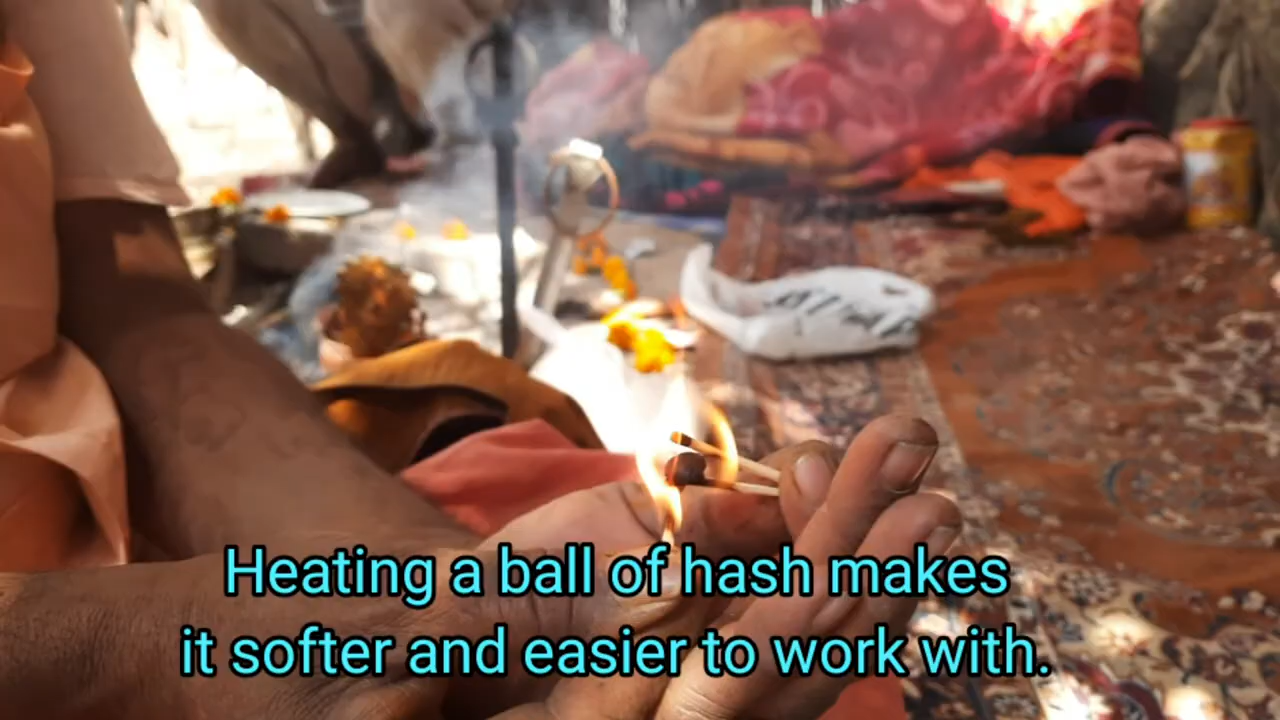 Heating a ball of hash makes
it softer and easier to work with.